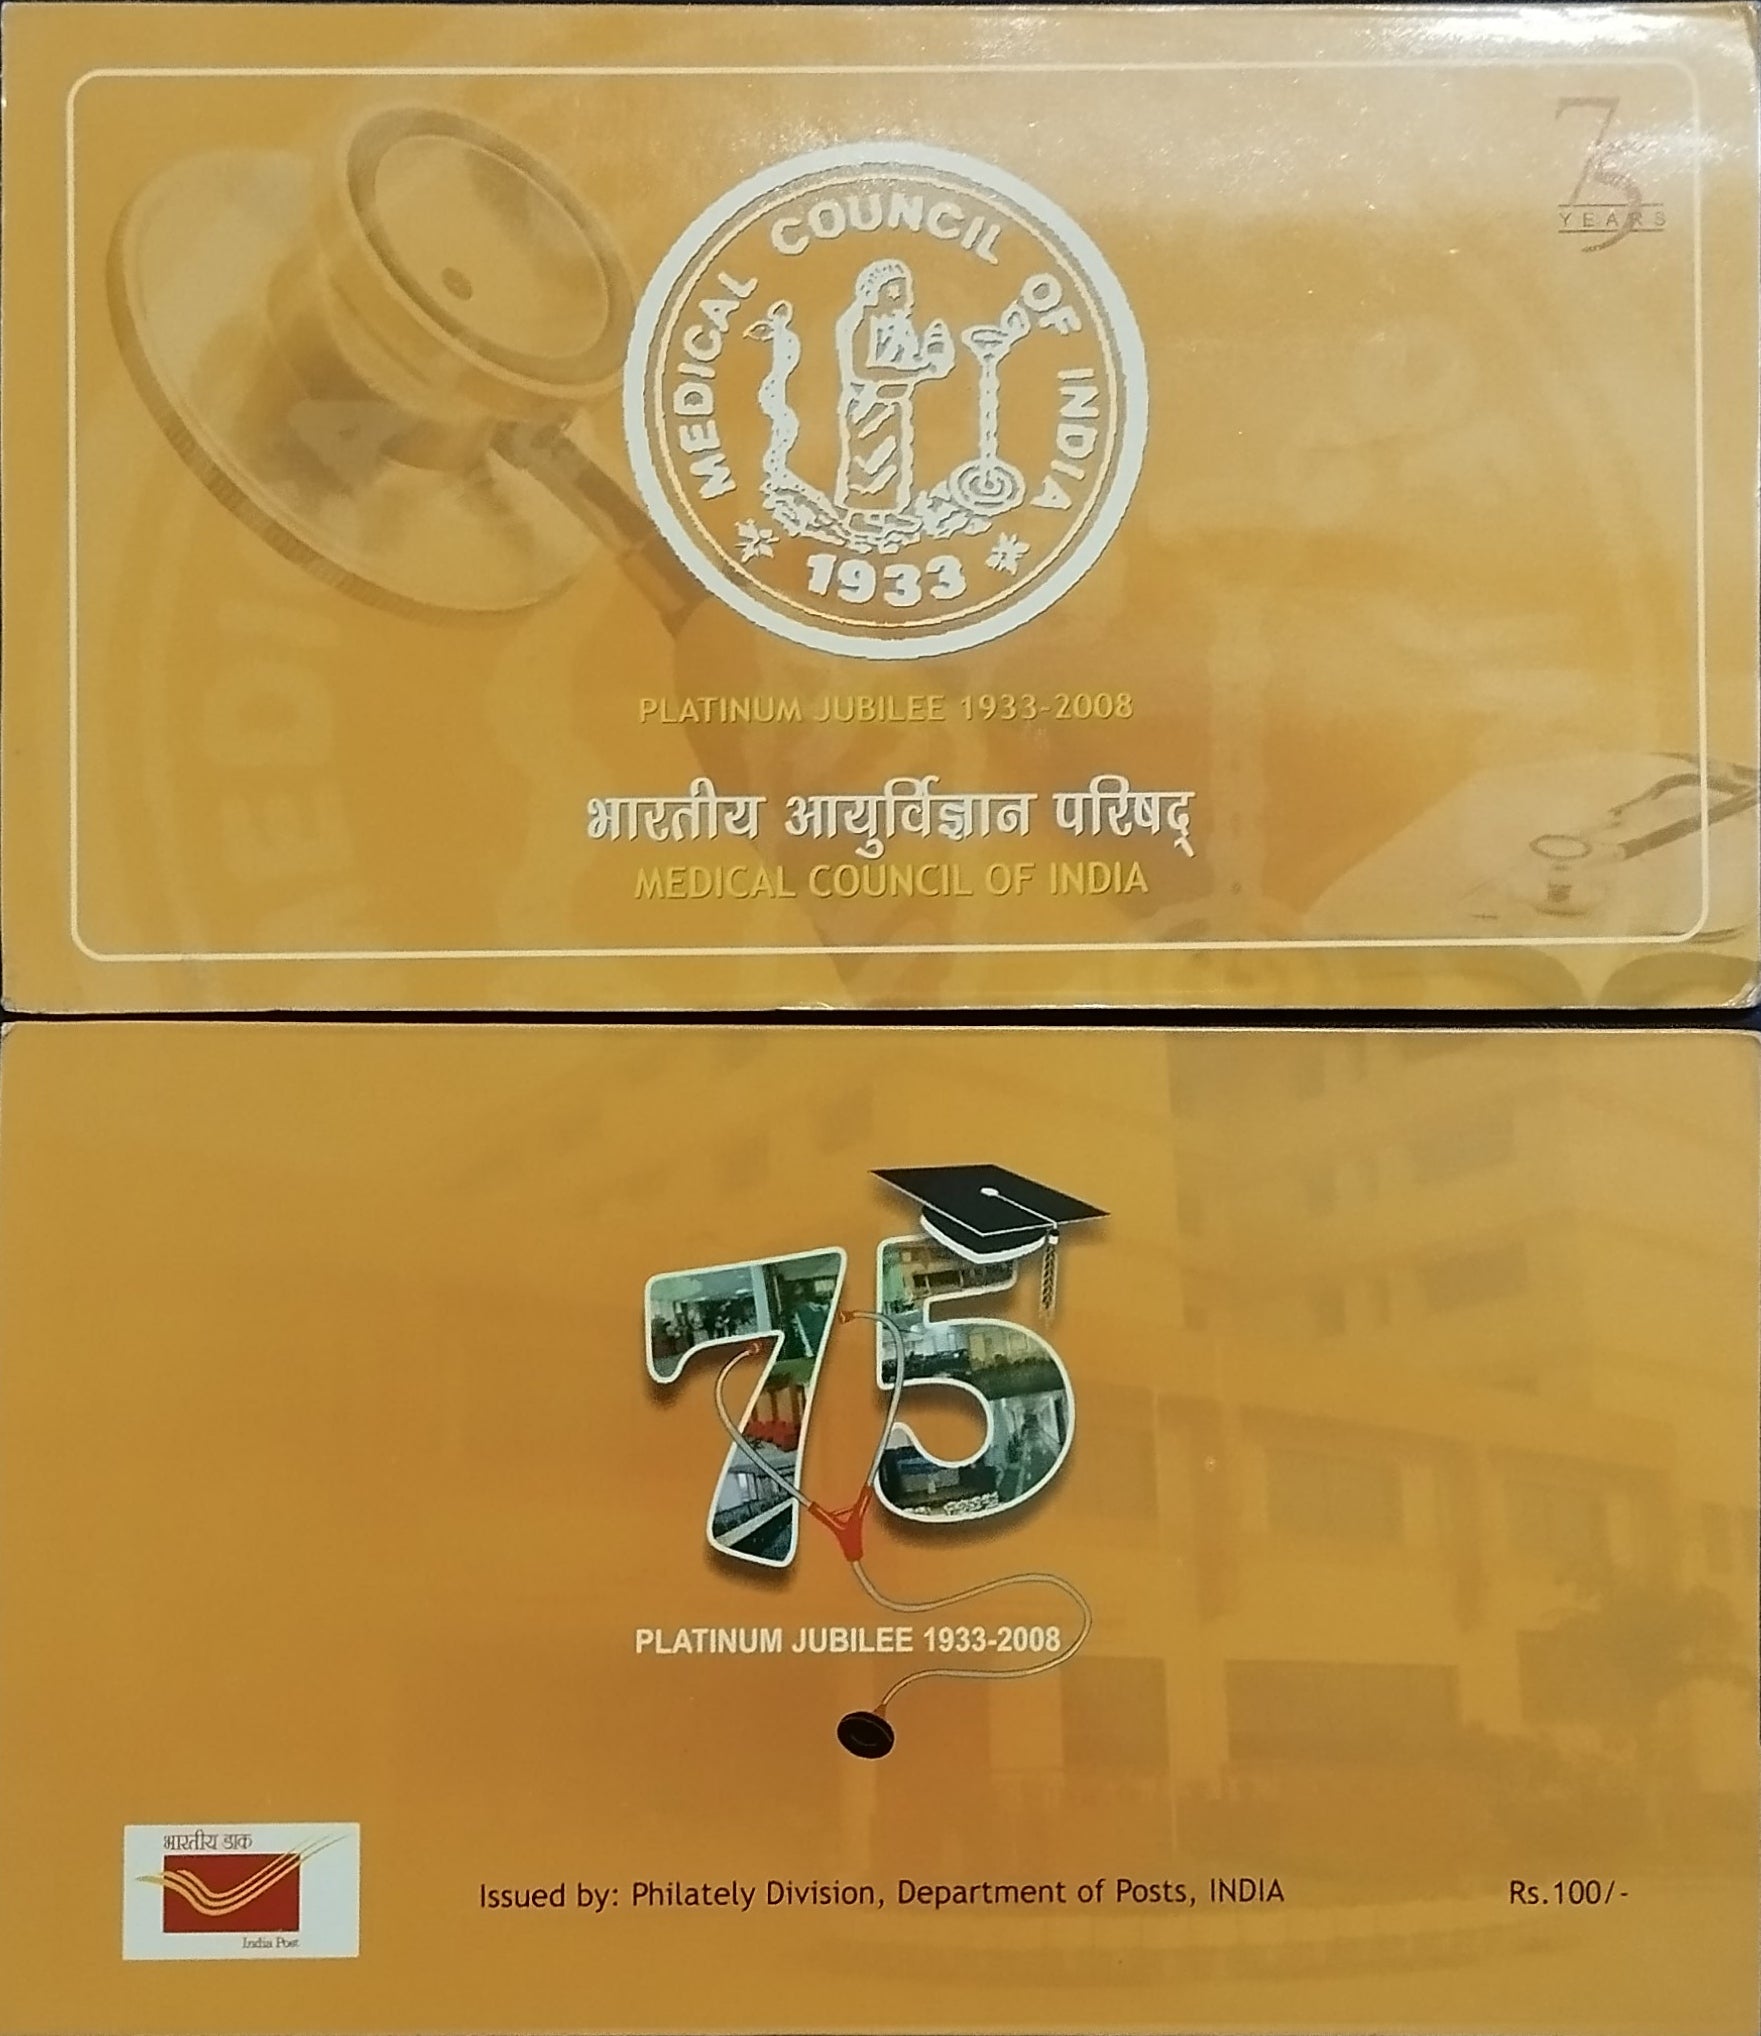 75
YEARS
MEDICAL COUNCIL OF INDIA
1933
PLATINUM JUBILEE 1933-2008
भारतीय आयुर्विज्ञान परिषद्
MEDICAL COUNCIL OF INDIA
75
PLATINUM JUBILEE 1933-2008
भारतीय डाक
India Post
Issued by: Philately Division, Department of Posts, INDIA
Rs.100/-